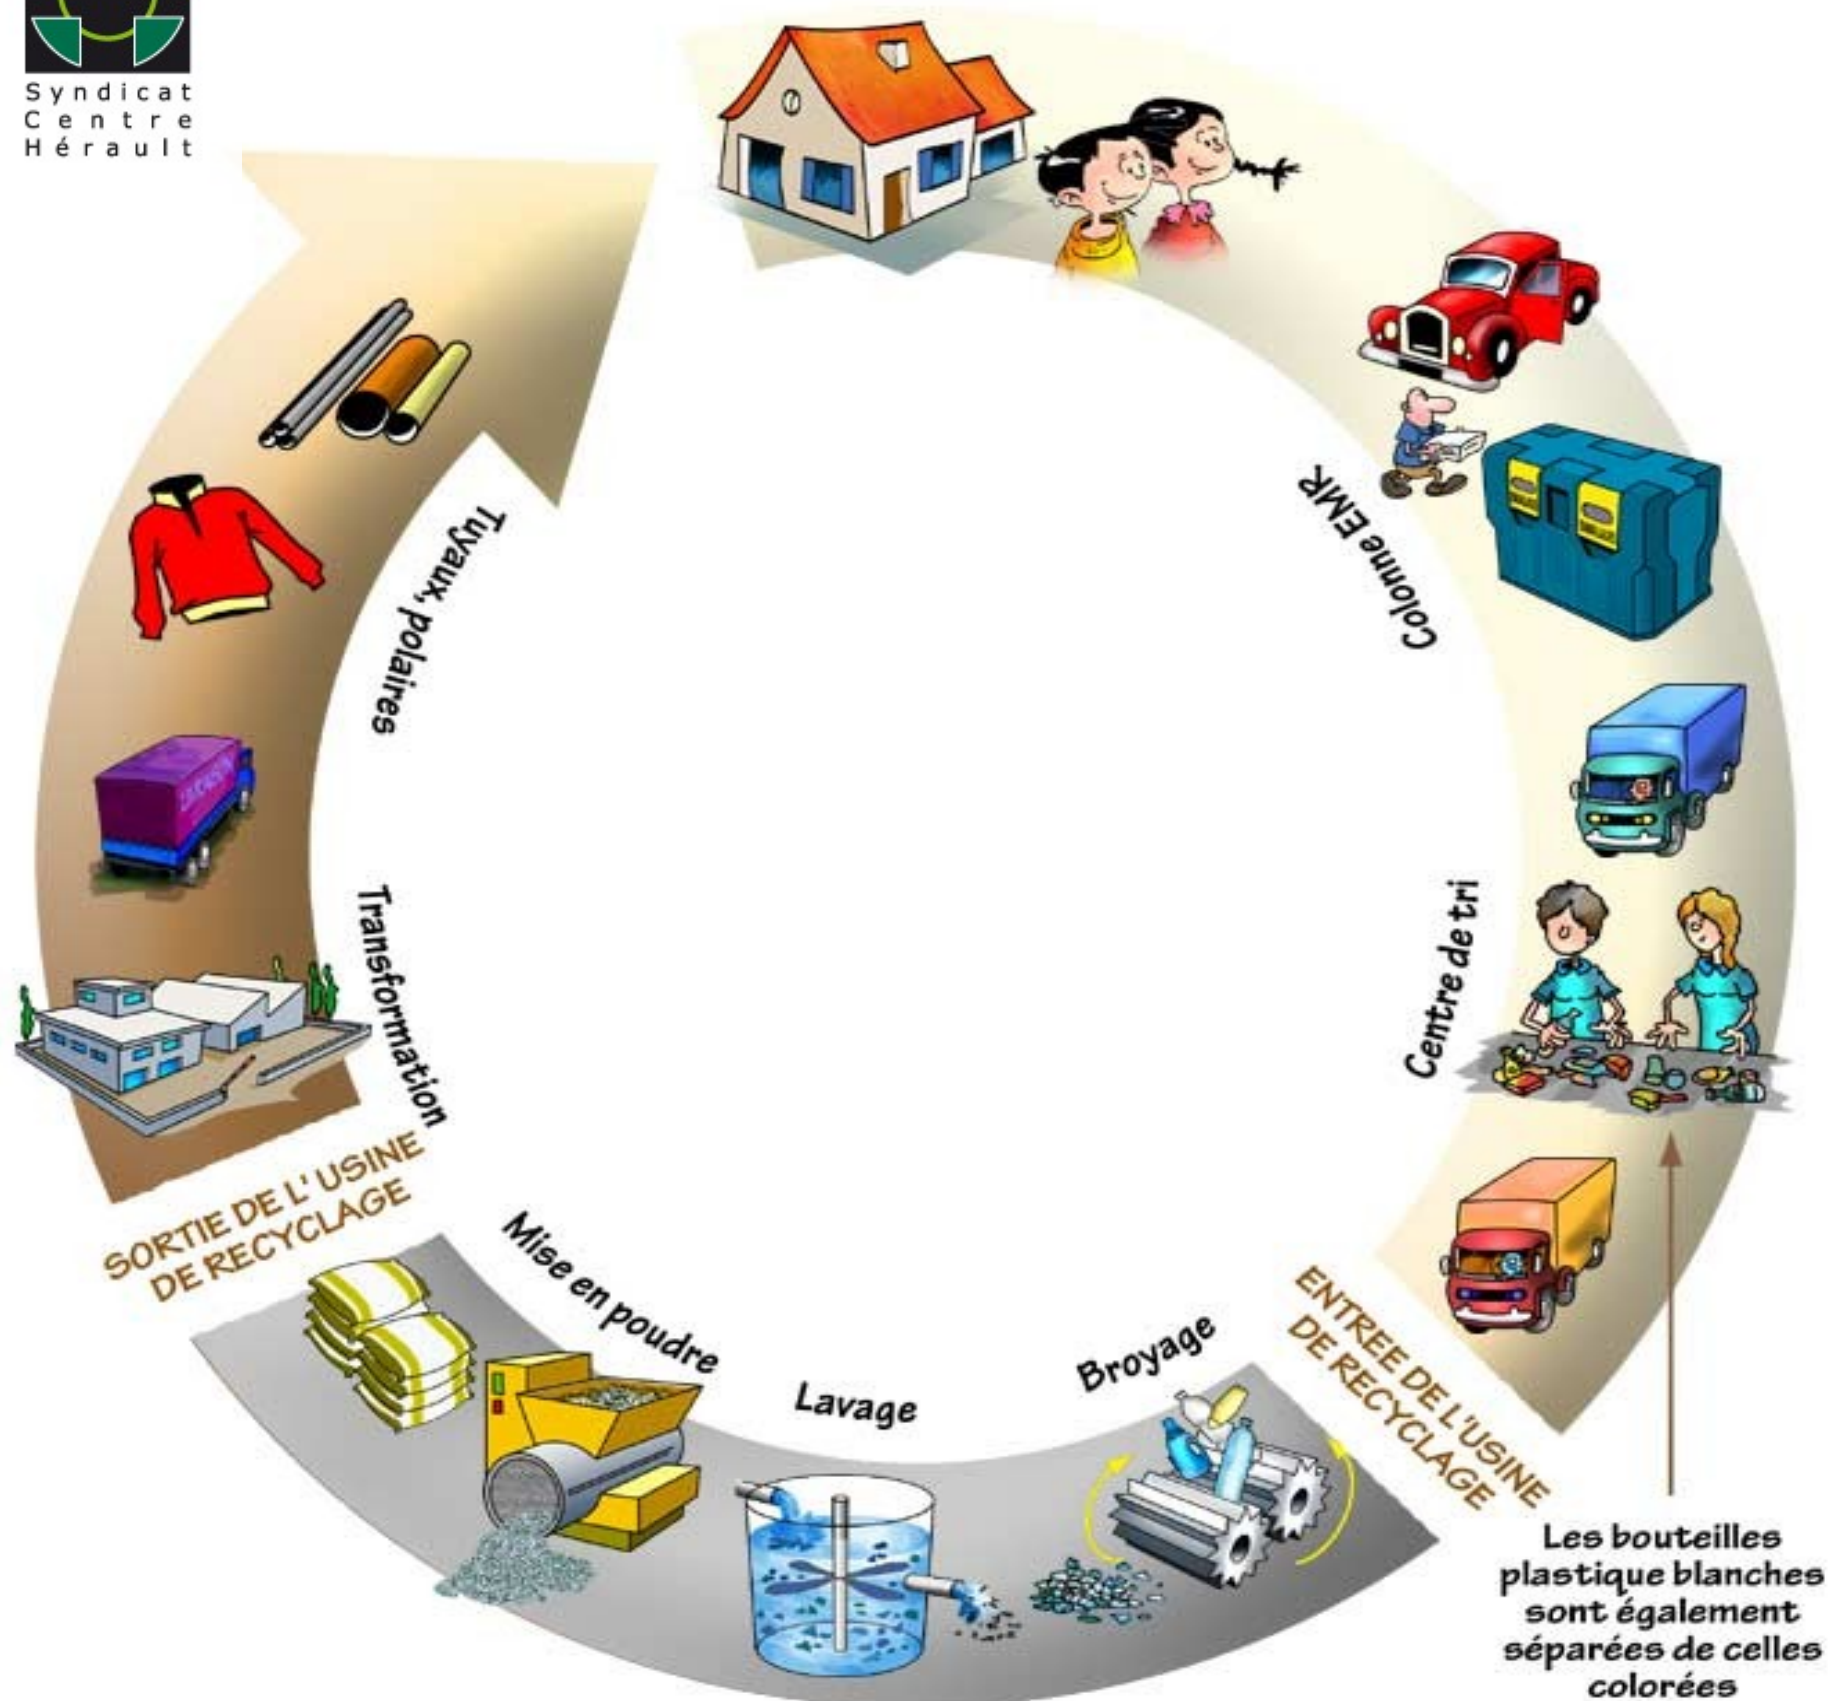 Syndicat
Centre
Hérault
Colonne EMR
Centre de tri
ENTREE DE L'USINE
DE RECYCLAGE
Les bouteilles
plastique blanches
sont également
séparées de celles
colorées
Broyage
Lavage
Mise en poudre
SORTIE DE L'USINE
DE RECYCLAGE
Transformation
Tuyaux, polaires